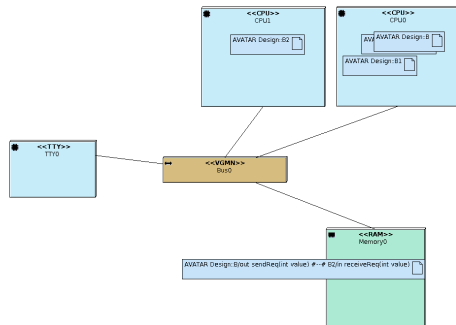 <<CPU>>
CPU1
AVATAR Design::B2
<<CPU>>
CPU0
AVATAR Design::B
AVATAR Design::B1
<<TTY>>
TTY0
<<VGMN>>
Bus0
<<RAM>>
Memory0
AVATAR Design::B/out sendReq(int value) #--# B2/in receiveReq(int value)